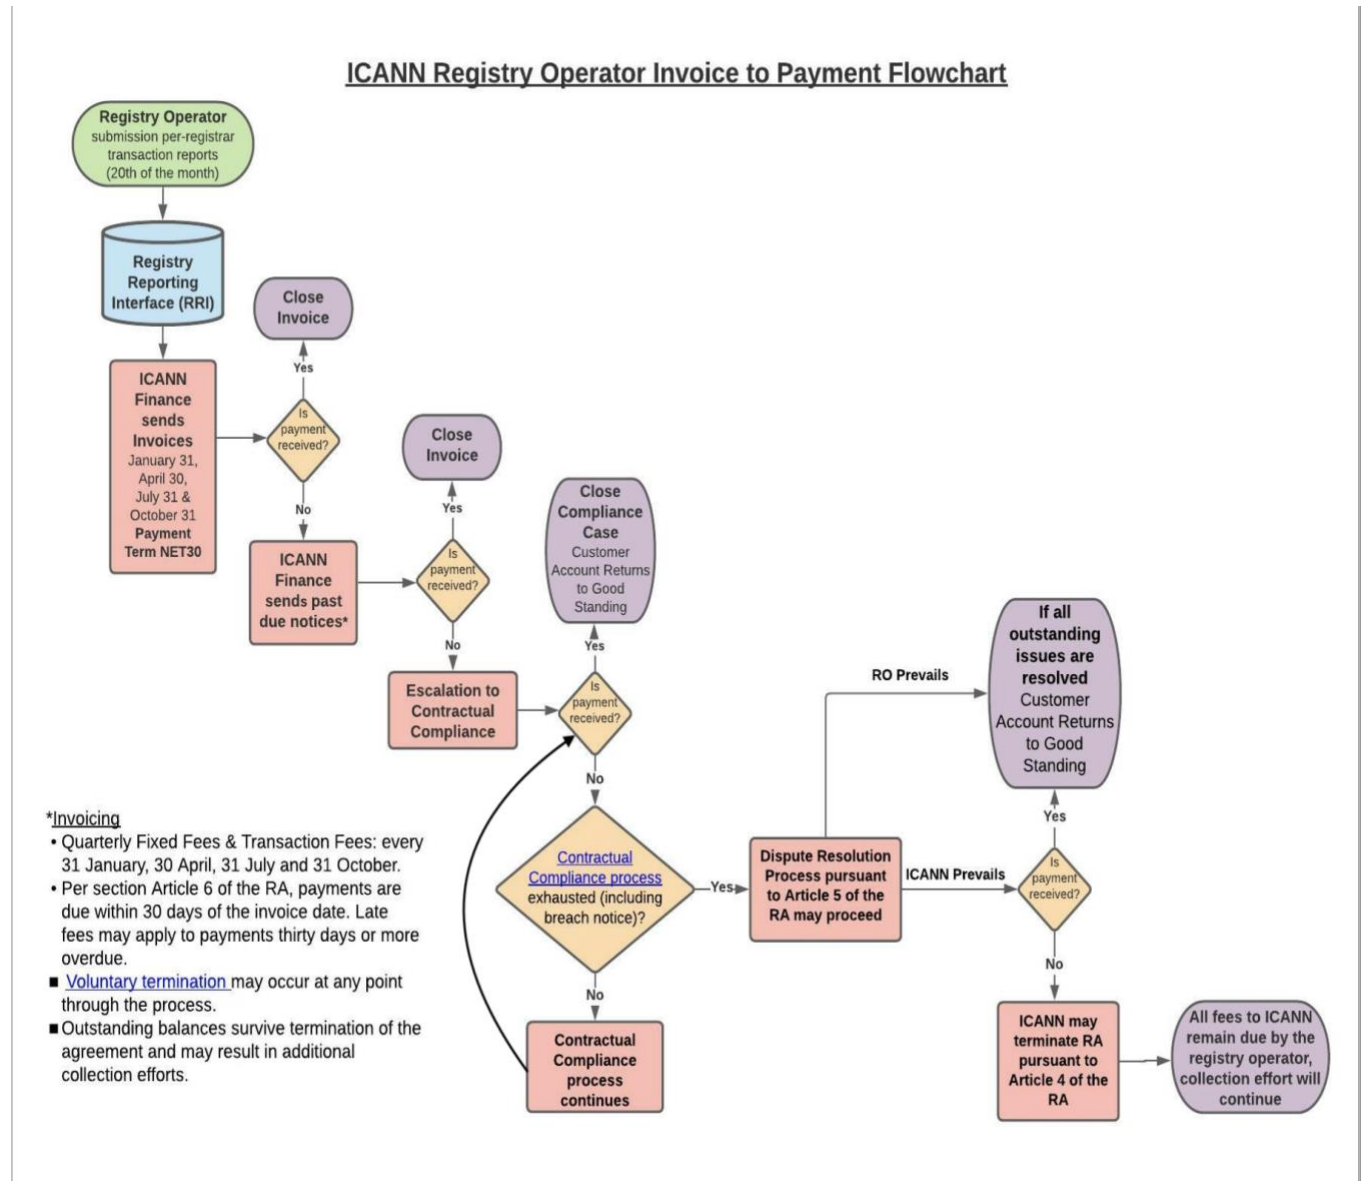 ICANN Registry Operator Invoice to Payment Flowchart
Registry Operator
submission per-registrar
transaction reports
(20th of the month)
Registry
Reporting
Interface (RRI)
ICANN
Finance
sends
Invoices
January 31,
April 30,
July 31 &
October 31
Payment
Term NET30
Is
payment
received?
Yes
Close
Invoice
No
ICANN
Finance
sends past
due notices*
Is
payment
received?
Yes
Close
Invoice
No
Escalation to
Contractual
Compliance
Is
payment
received?
Yes
Close
Compliance
Case
Customer
Account Returns
to Good
Standing
No
Contractual
Compliance process
exhausted (including
breach notice)?
No
Contractual
Compliance
process
continues
Yes
Dispute Resolution
Process pursuant
to Article 5 of the
RA may proceed
RO Prevails
If all
outstanding
issues are
resolved
Customer
Account Returns
to Good
Standing
ICANN Prevails
Is
payment
received?
Yes
No
ICANN may
terminate RA
pursuant to
Article 4 of the
RA
All fees to ICANN
remain due by the
registry operator,
collection effort will
continue
*Invoicing
• Quarterly Fixed Fees & Transaction Fees: every
31 January, 30 April, 31 July and 31 October.
• Per section Article 6 of the RA, payments are
due within 30 days of the invoice date. Late
fees may apply to payments thirty days or more
overdue.
■ Voluntary termination may occur at any point
through the process.
■ Outstanding balances survive termination of the
agreement and may result in additional
collection efforts.